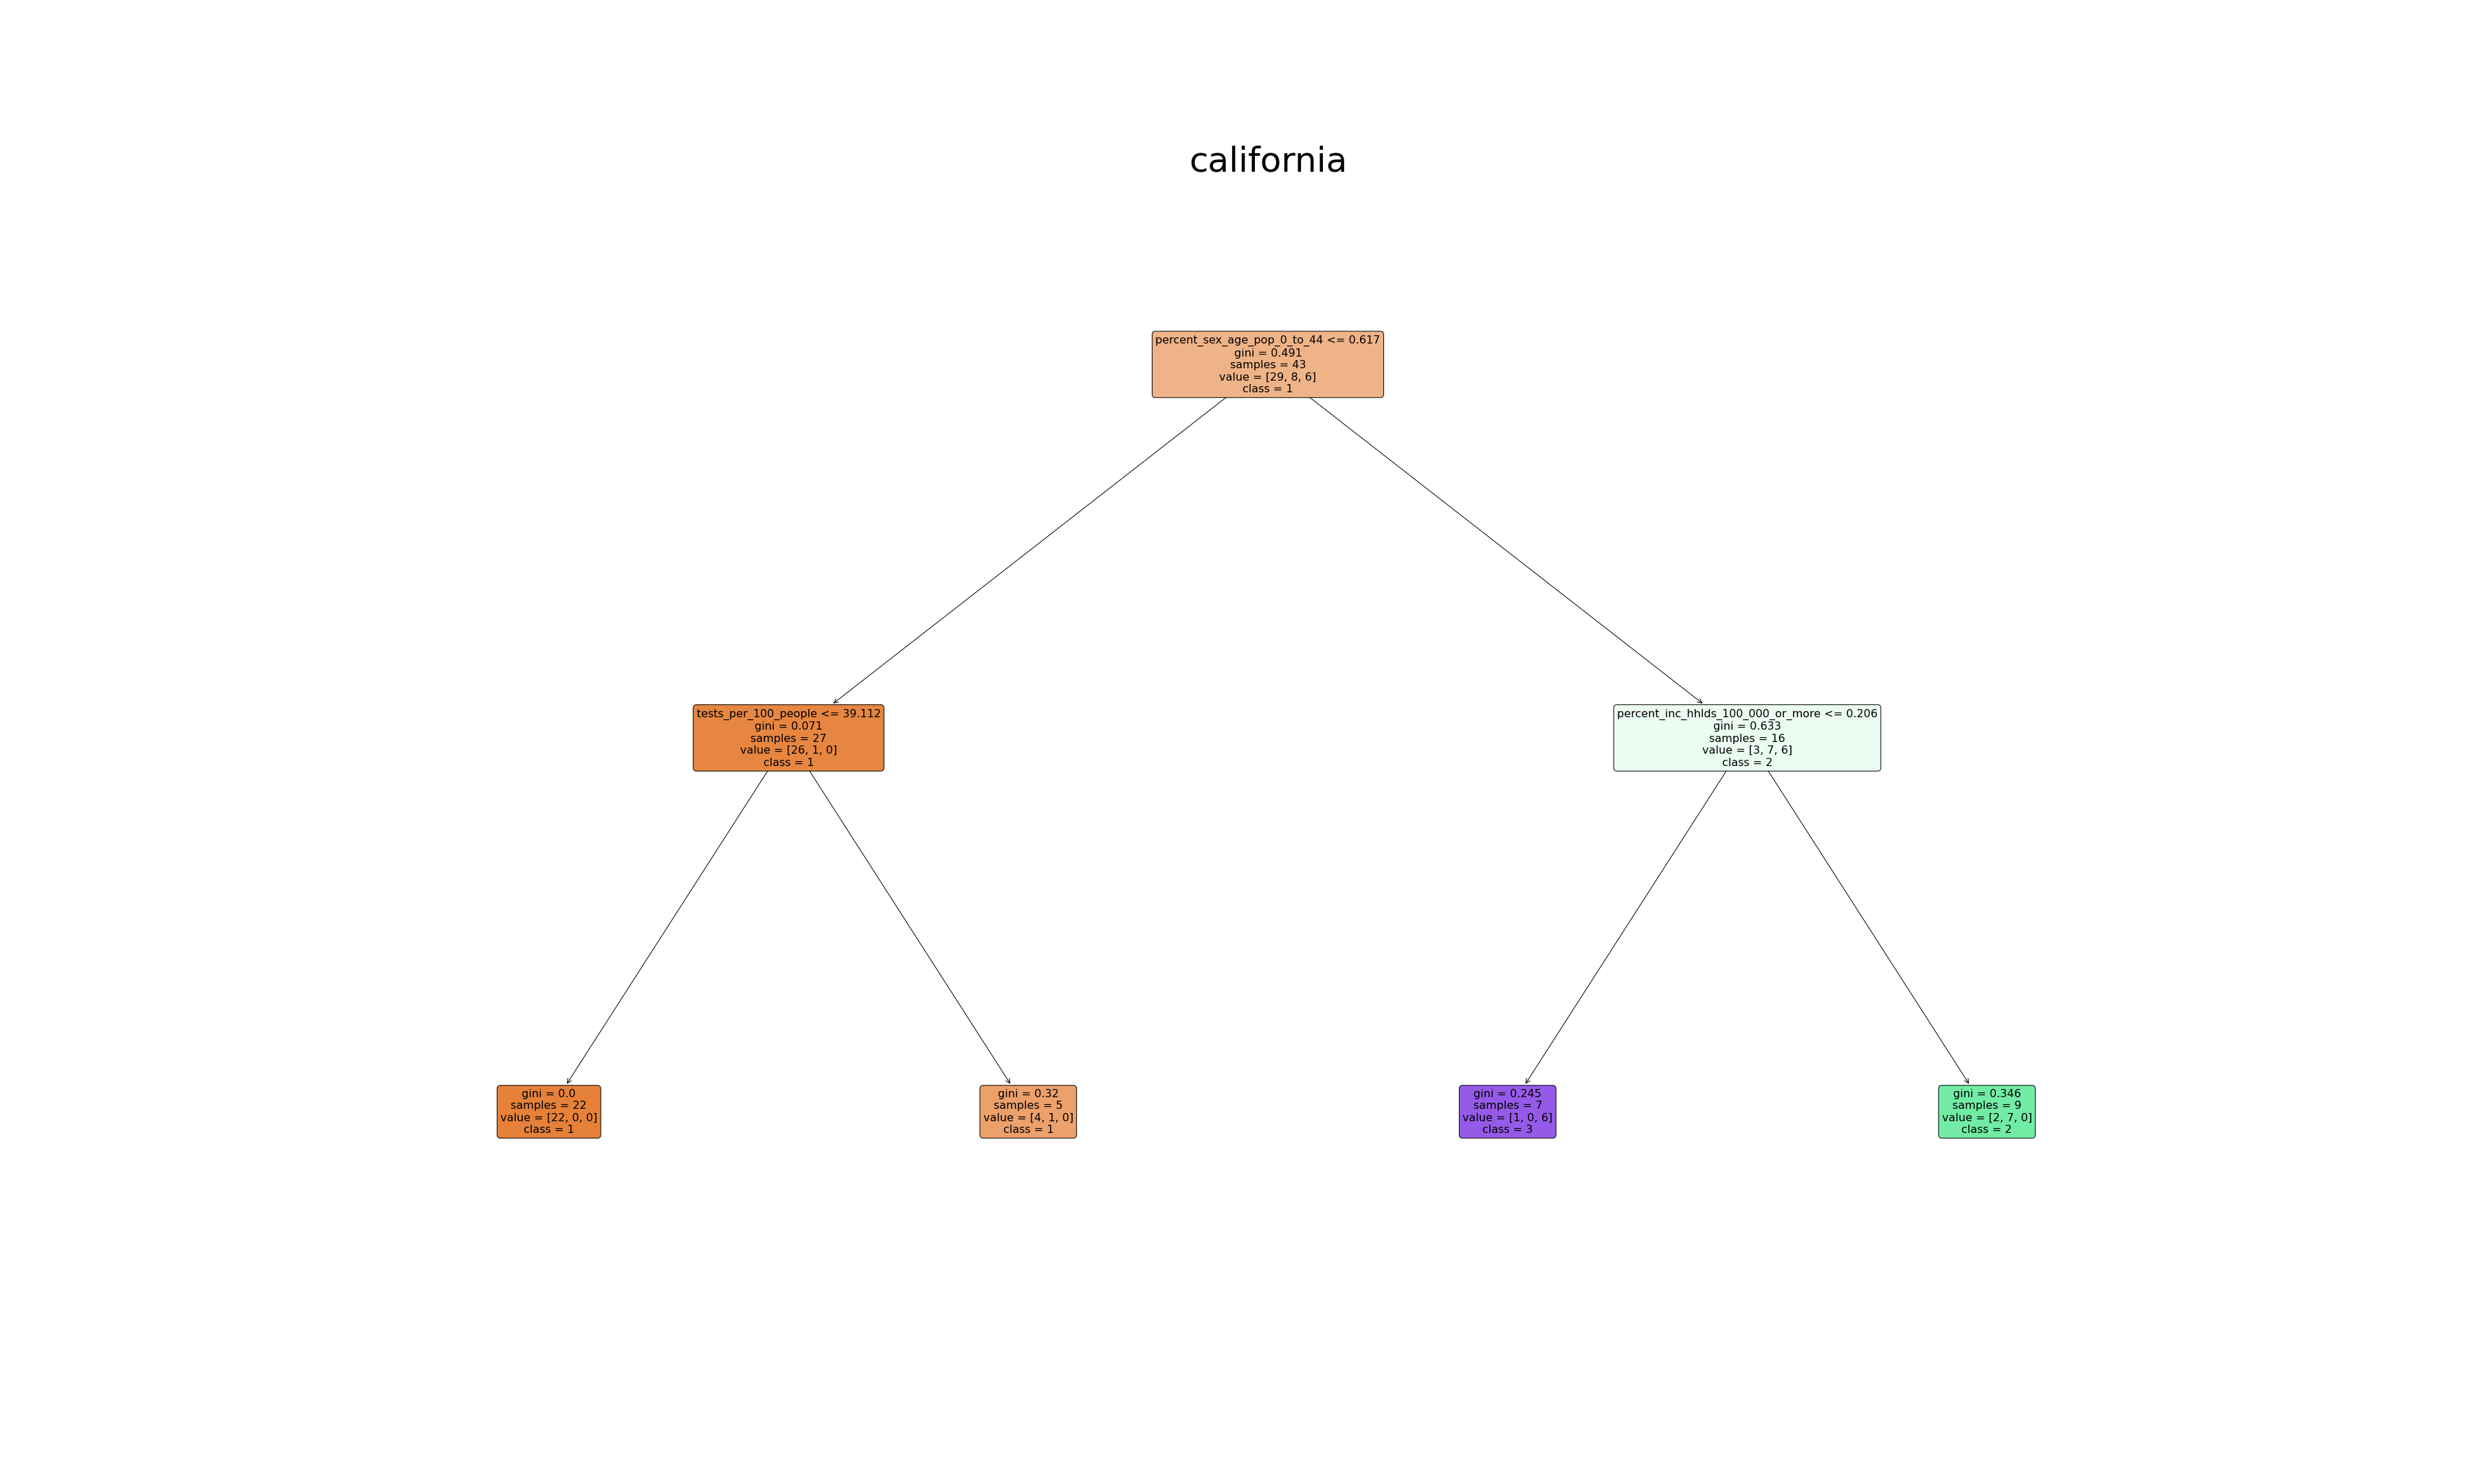 california
percent_sex_age_pop_0_to_44 <= 0.617
gini = 0.491
samples = 43
value = [29, 8, 6]
class = 1
tests_per_100_people <= 39.112
gini = 0.071
samples = 27
value = [26, 1, 0]
class = 1
percent_inc_hhlds_100_000_or_more <= 0.206
gini = 0.633
samples = 16
value = [3, 7, 6]
class = 2
gini = 0.0
samples = 22
value = [22, 0, 0]
class = 1
gini = 0.32
samples = 5
value = [4, 1, 0]
class = 1
gini = 0.245
samples = 7
value = [1, 0, 6]
class = 3
gini = 0.346
samples = 9
value = [2, 7, 0]
class = 2